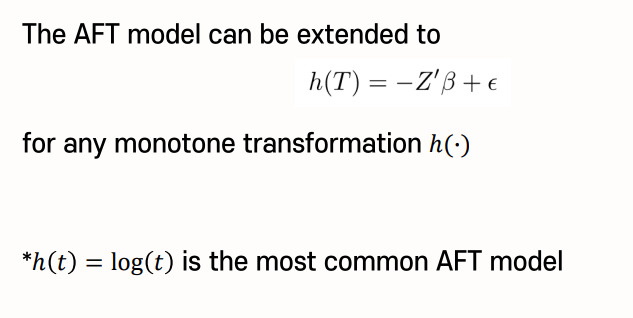 The AFT model can be extended to
h(T) = −Z′β + ϵ
for any monotone transformation h(·)
*h(t) = log(t) is the most common AFT model